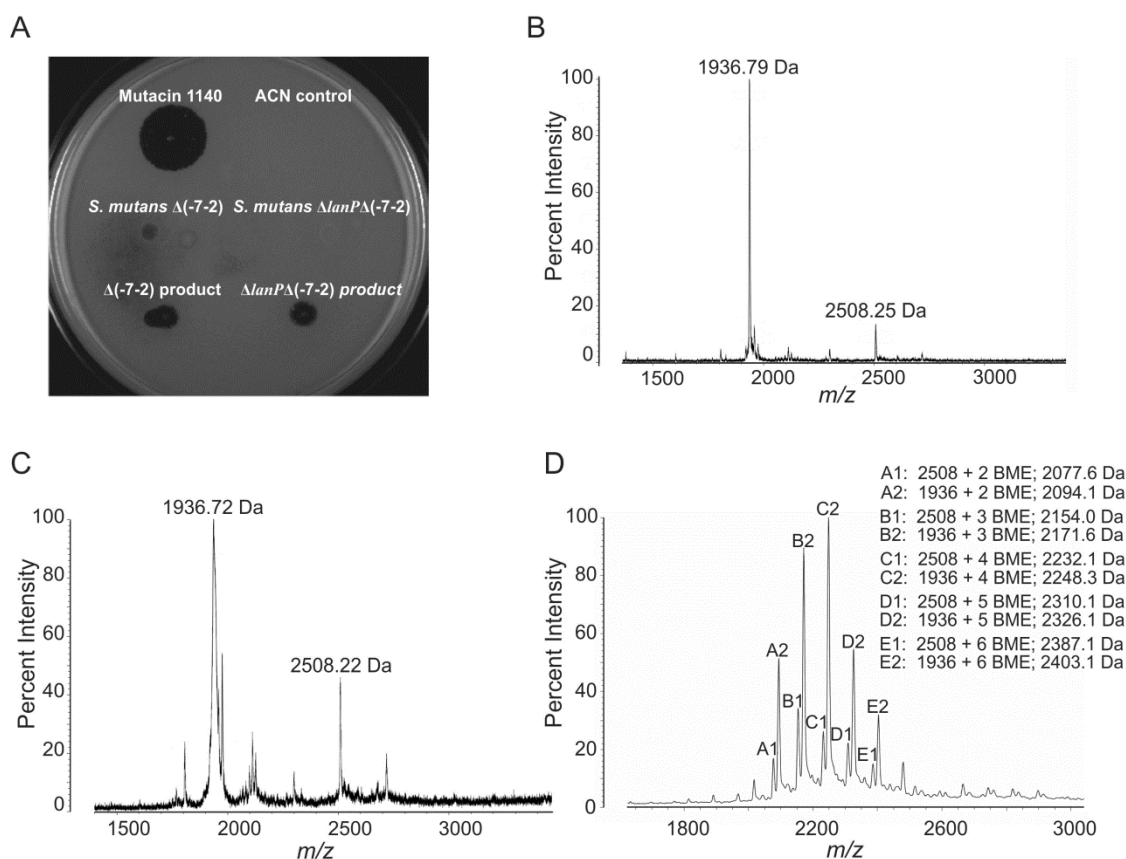 A
Mutacin 1140 ACN control
S. mutans Δ(-7-2) S. mutans ΔlanPΔ(-7-2)
Δ(-7-2) product ΔlanPΔ(-7-2) product
B
1936.79 Da
2508.25 Da
Percent Intensity
100
80
60
40
20
0
1500 2000 2500 3000
m/z
C
1936.72 Da
2508.22 Da
Percent Intensity
100
80
60
40
20
0
1500 2000 2500 3000
m/z
D
A1: 2508 + 2 BME; 2077.6 Da
A2: 1936 + 2 BME; 2094.1 Da
B1: 2508 + 3 BME; 2154.0 Da
B2: 1936 + 3 BME; 2171.6 Da
C1: 2508 + 4 BME; 2232.1 Da
C2: 1936 + 4 BME; 2248.3 Da
D1: 2508 + 5 BME; 2310.1 Da
D2: 1936 + 5 BME; 2326.1 Da
E1: 2508 + 6 BME; 2387.1 Da
E2: 1936 + 6 BME; 2403.1 Da
C2
B2
A2
D2
B1
E2
C1
D1
A1
E1
Percent Intensity
100
80
60
40
20
0
1800 2200 2600 3000
m/z